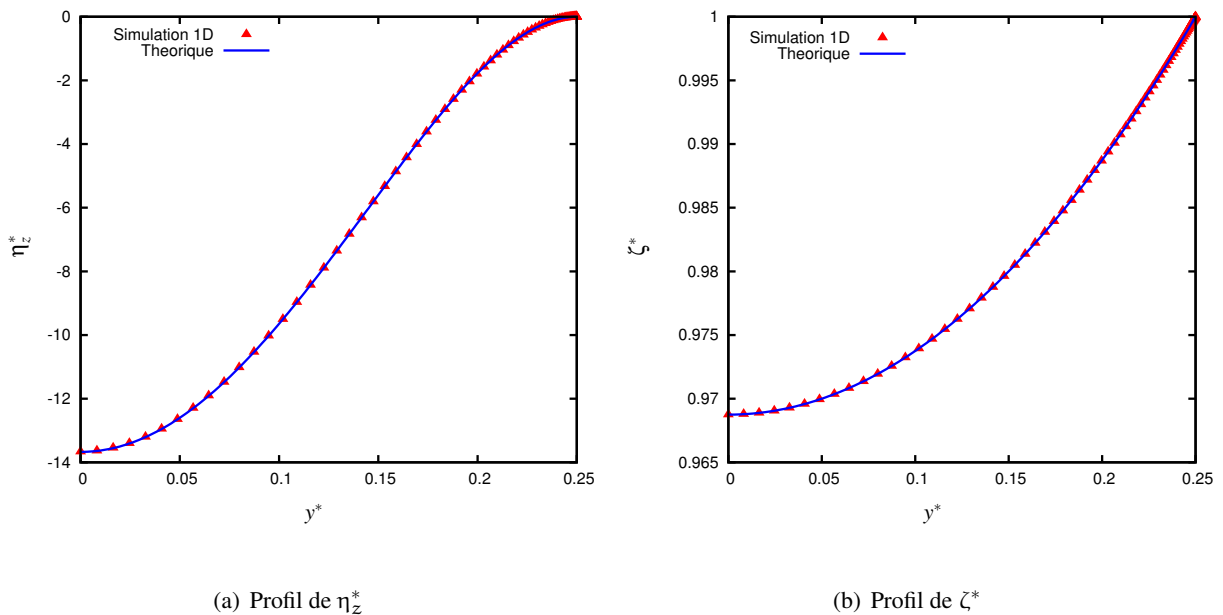 0
-2
-4
-6
-8
-10
-12
-14
0
0.05
0.1
0.15
0.2
0.25
η*z
y*
Simulation 1D
Theorique
(a) Profil de η*z
1
0.995
0.99
0.985
0.98
0.975
0.97
0.965
0
0.05
0.1
0.15
0.2
0.25
ζ*
y*
Simulation 1D
Theorique
(b) Profil de ζ*